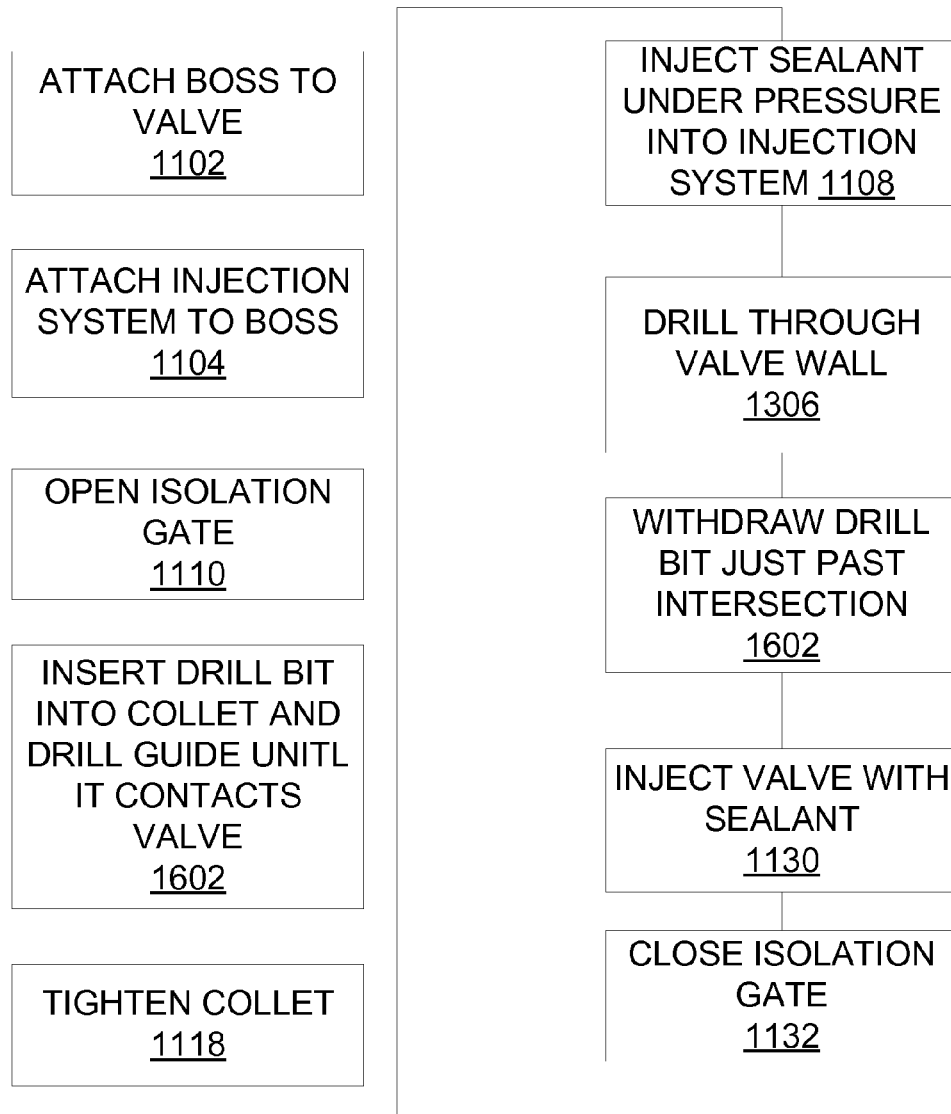 ATTACH BOSS TO
VALVE
1102
ATTACH INJECTION
SYSTEM TO BOSS
1104
OPEN ISOLATION
GATE
1110
INSERT DRILL BIT
INTO COLLET AND
DRILL GUIDE UNITL
IT CONTACTS
VALVE
1602
TIGHTEN COLLET
1118
INJECT SEALANT
UNDER PRESSURE
INTO INJECTION
SYSTEM 1108
DRILL THROUGH
VALVE WALL
1306
WITHDRAW DRILL
BIT JUST PAST
INTERSECTION
1602
INJECT VALVE WITH
SEALANT
1130
CLOSE ISOLATION
GATE
1132